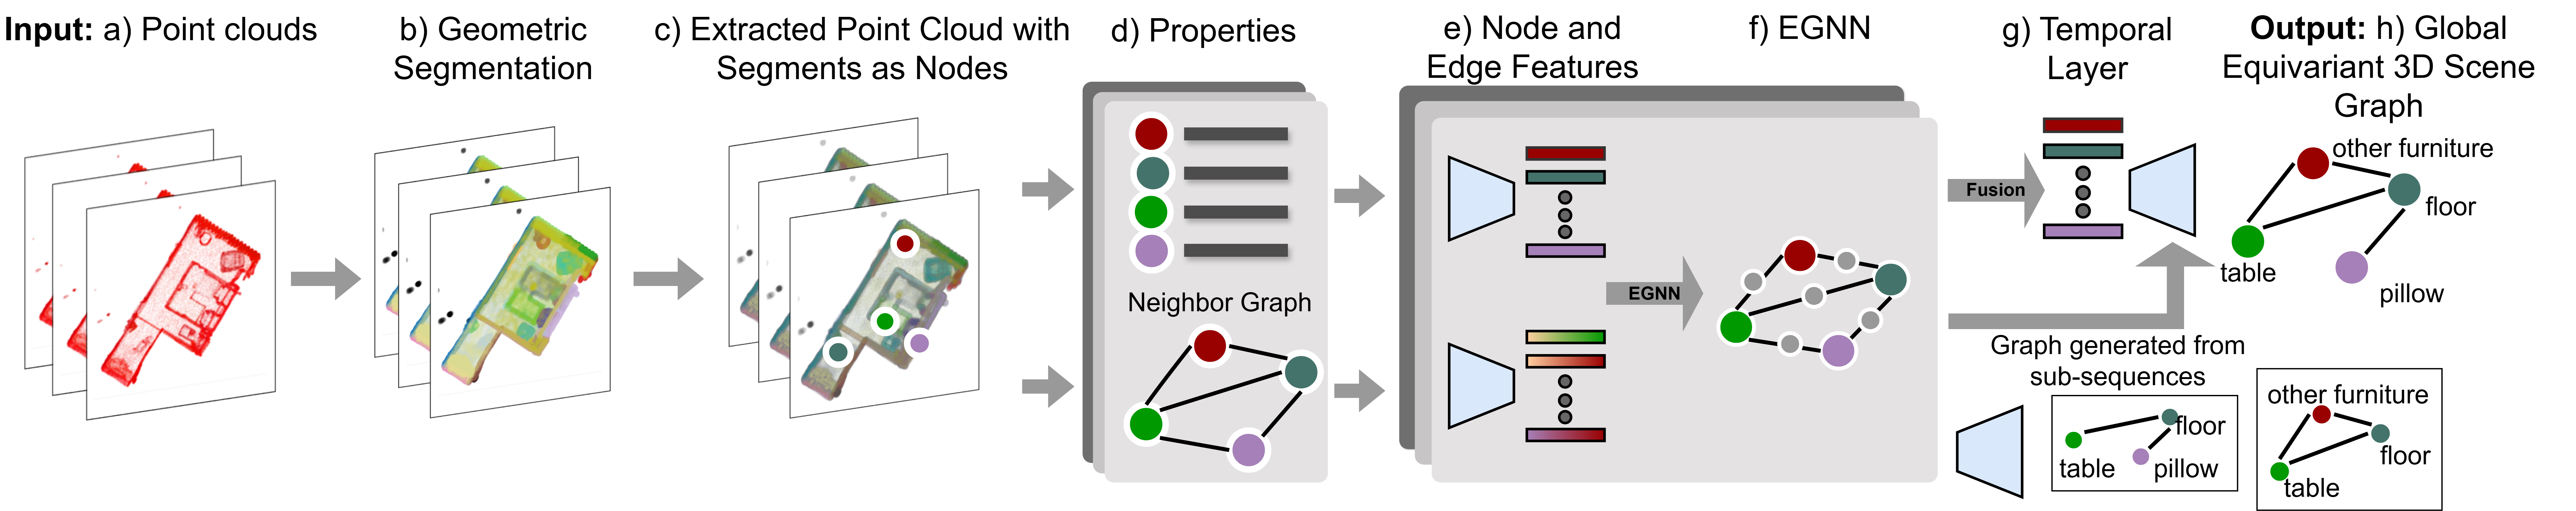 Input: a) Point clouds
b) Geometric
Segmentation
c) Extracted Point Cloud with
Segments as Nodes
d) Properties
Neighbor Graph
e) Node and
Edge Features
f) EGNN
EGNN
g) Temporal
Layer
Fusion
Graph generated from
sub-sequences
floor
table
pillow
other furniture
floor
table
Output: h) Global
Equivariant 3D Scene
Graph
other furniture
floor
table
pillow